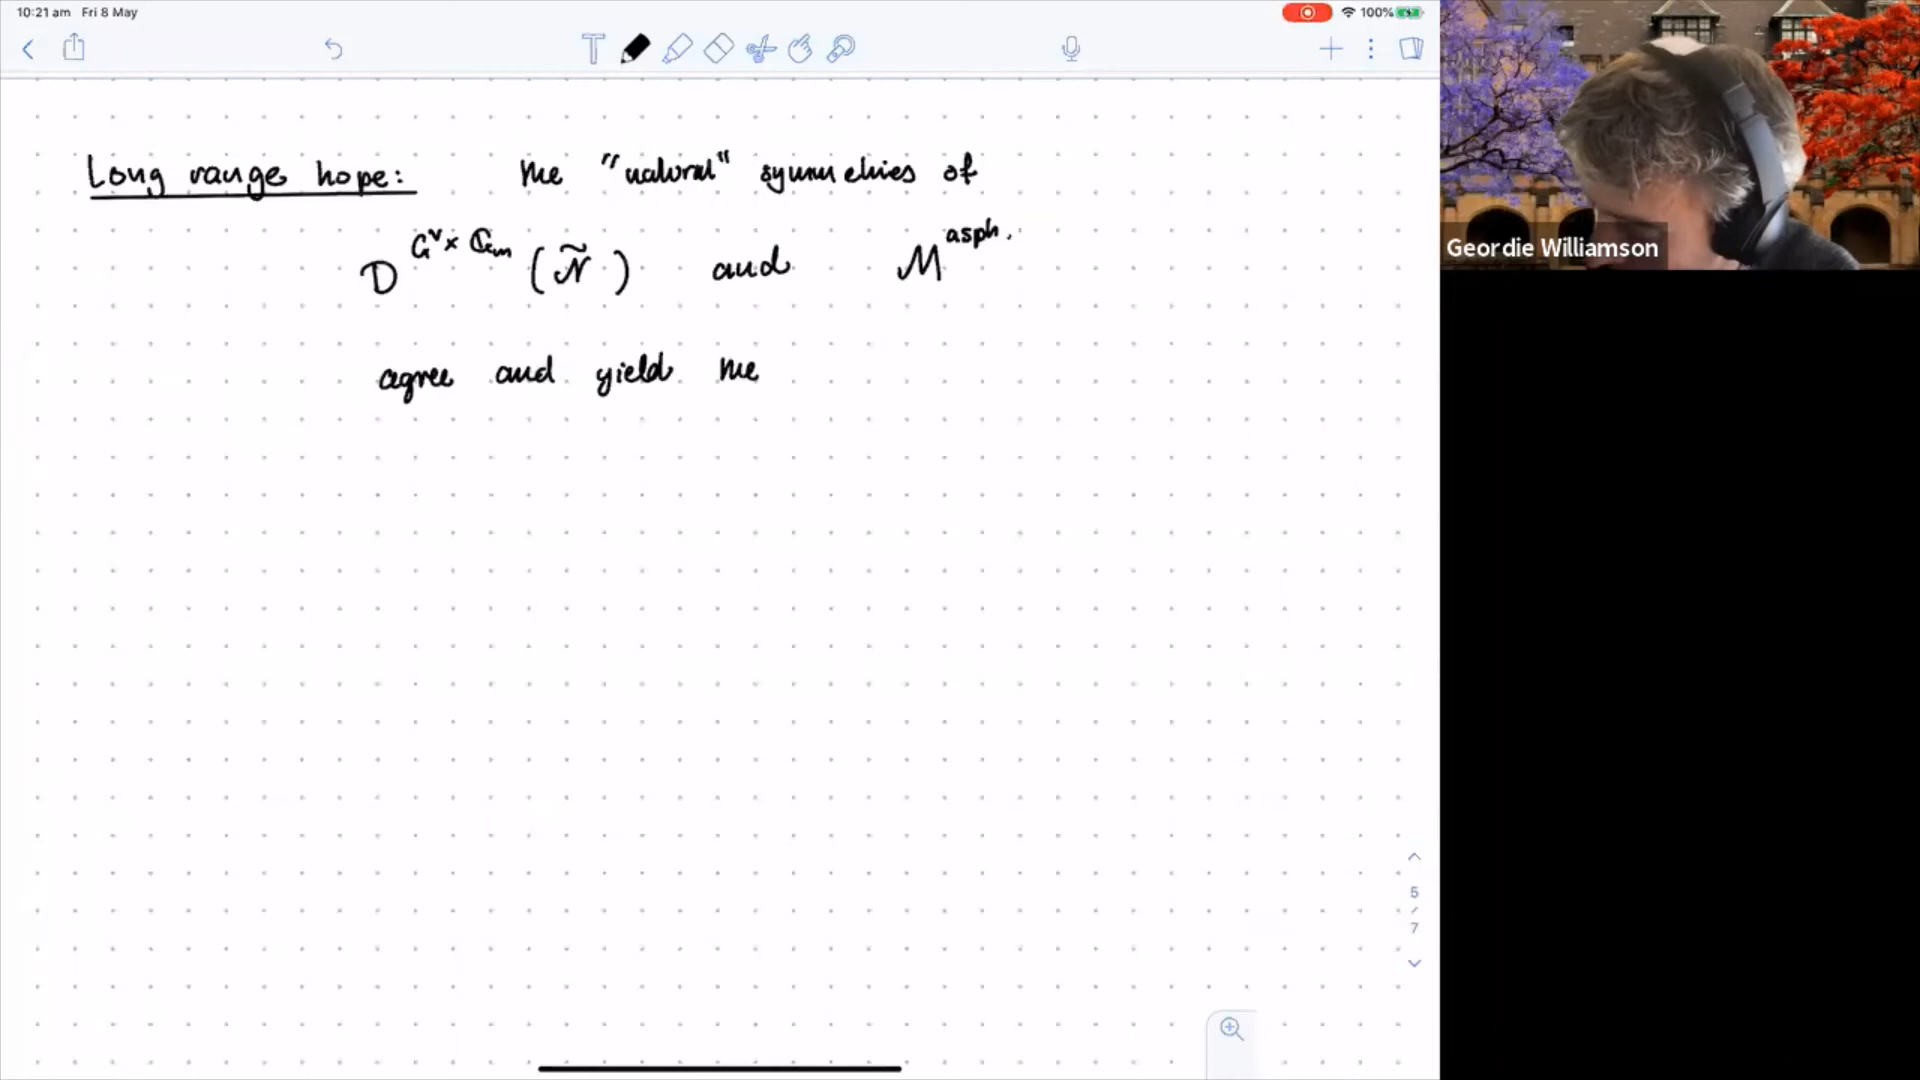 10:21 am Fri 8 May
100%
Long range hope: the "natural" symmetries of
D^{G^∨ × G_m} (Ñ) and M^{asph.}
agree and yield the
Geordie Williamson
5
/
7